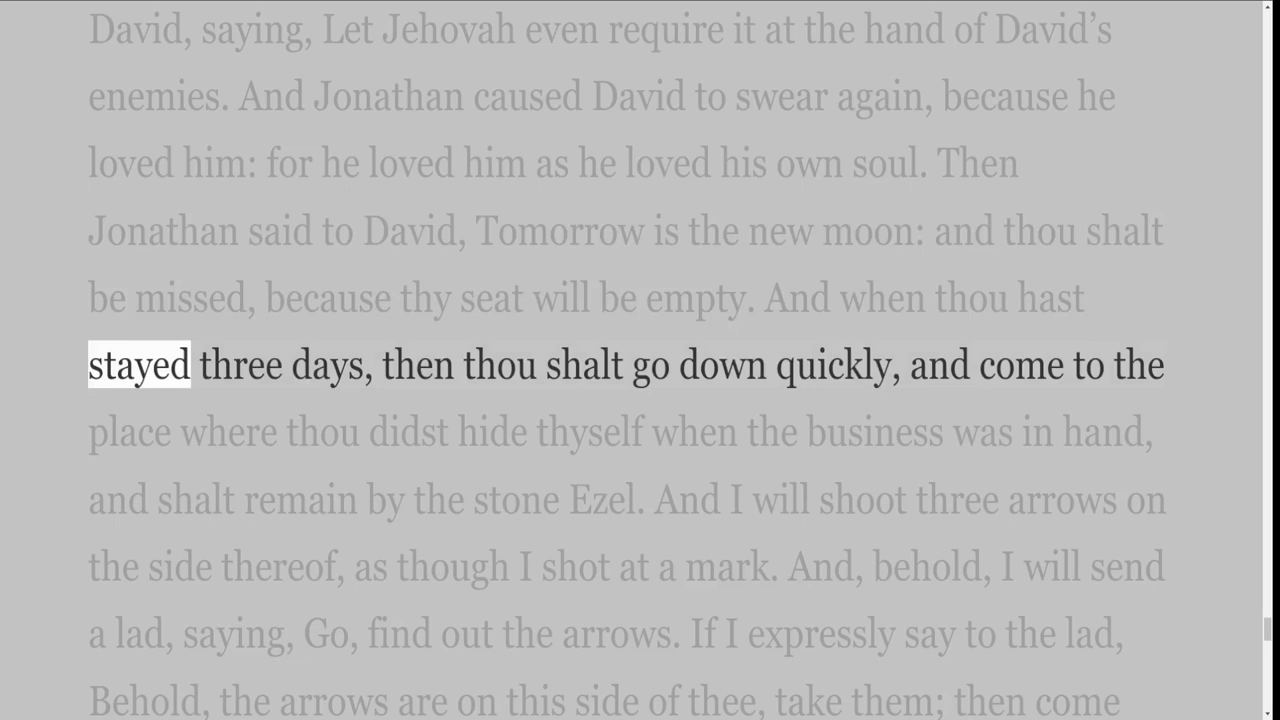 David, saying, Let Jehovah even require it at the hand of David’s
enemies. And Jonathan caused David to swear again, because he
loved him: for he loved him as he loved his own soul. Then
Jonathan said to David, Tomorrow is the new moon: and thou shalt
be missed, because thy seat will be empty. And when thou hast
stayed three days, then thou shalt go down quickly, and come to the
place where thou didst hide thyself when the business was in hand,
and shalt remain by the stone Ezel. And I will shoot three arrows on
the side thereof, as though I shot at a mark. And, behold, I will send
a lad, saying, Go, find out the arrows. If I expressly say to the lad,
Behold, the arrows are on this side of thee, take them; then come